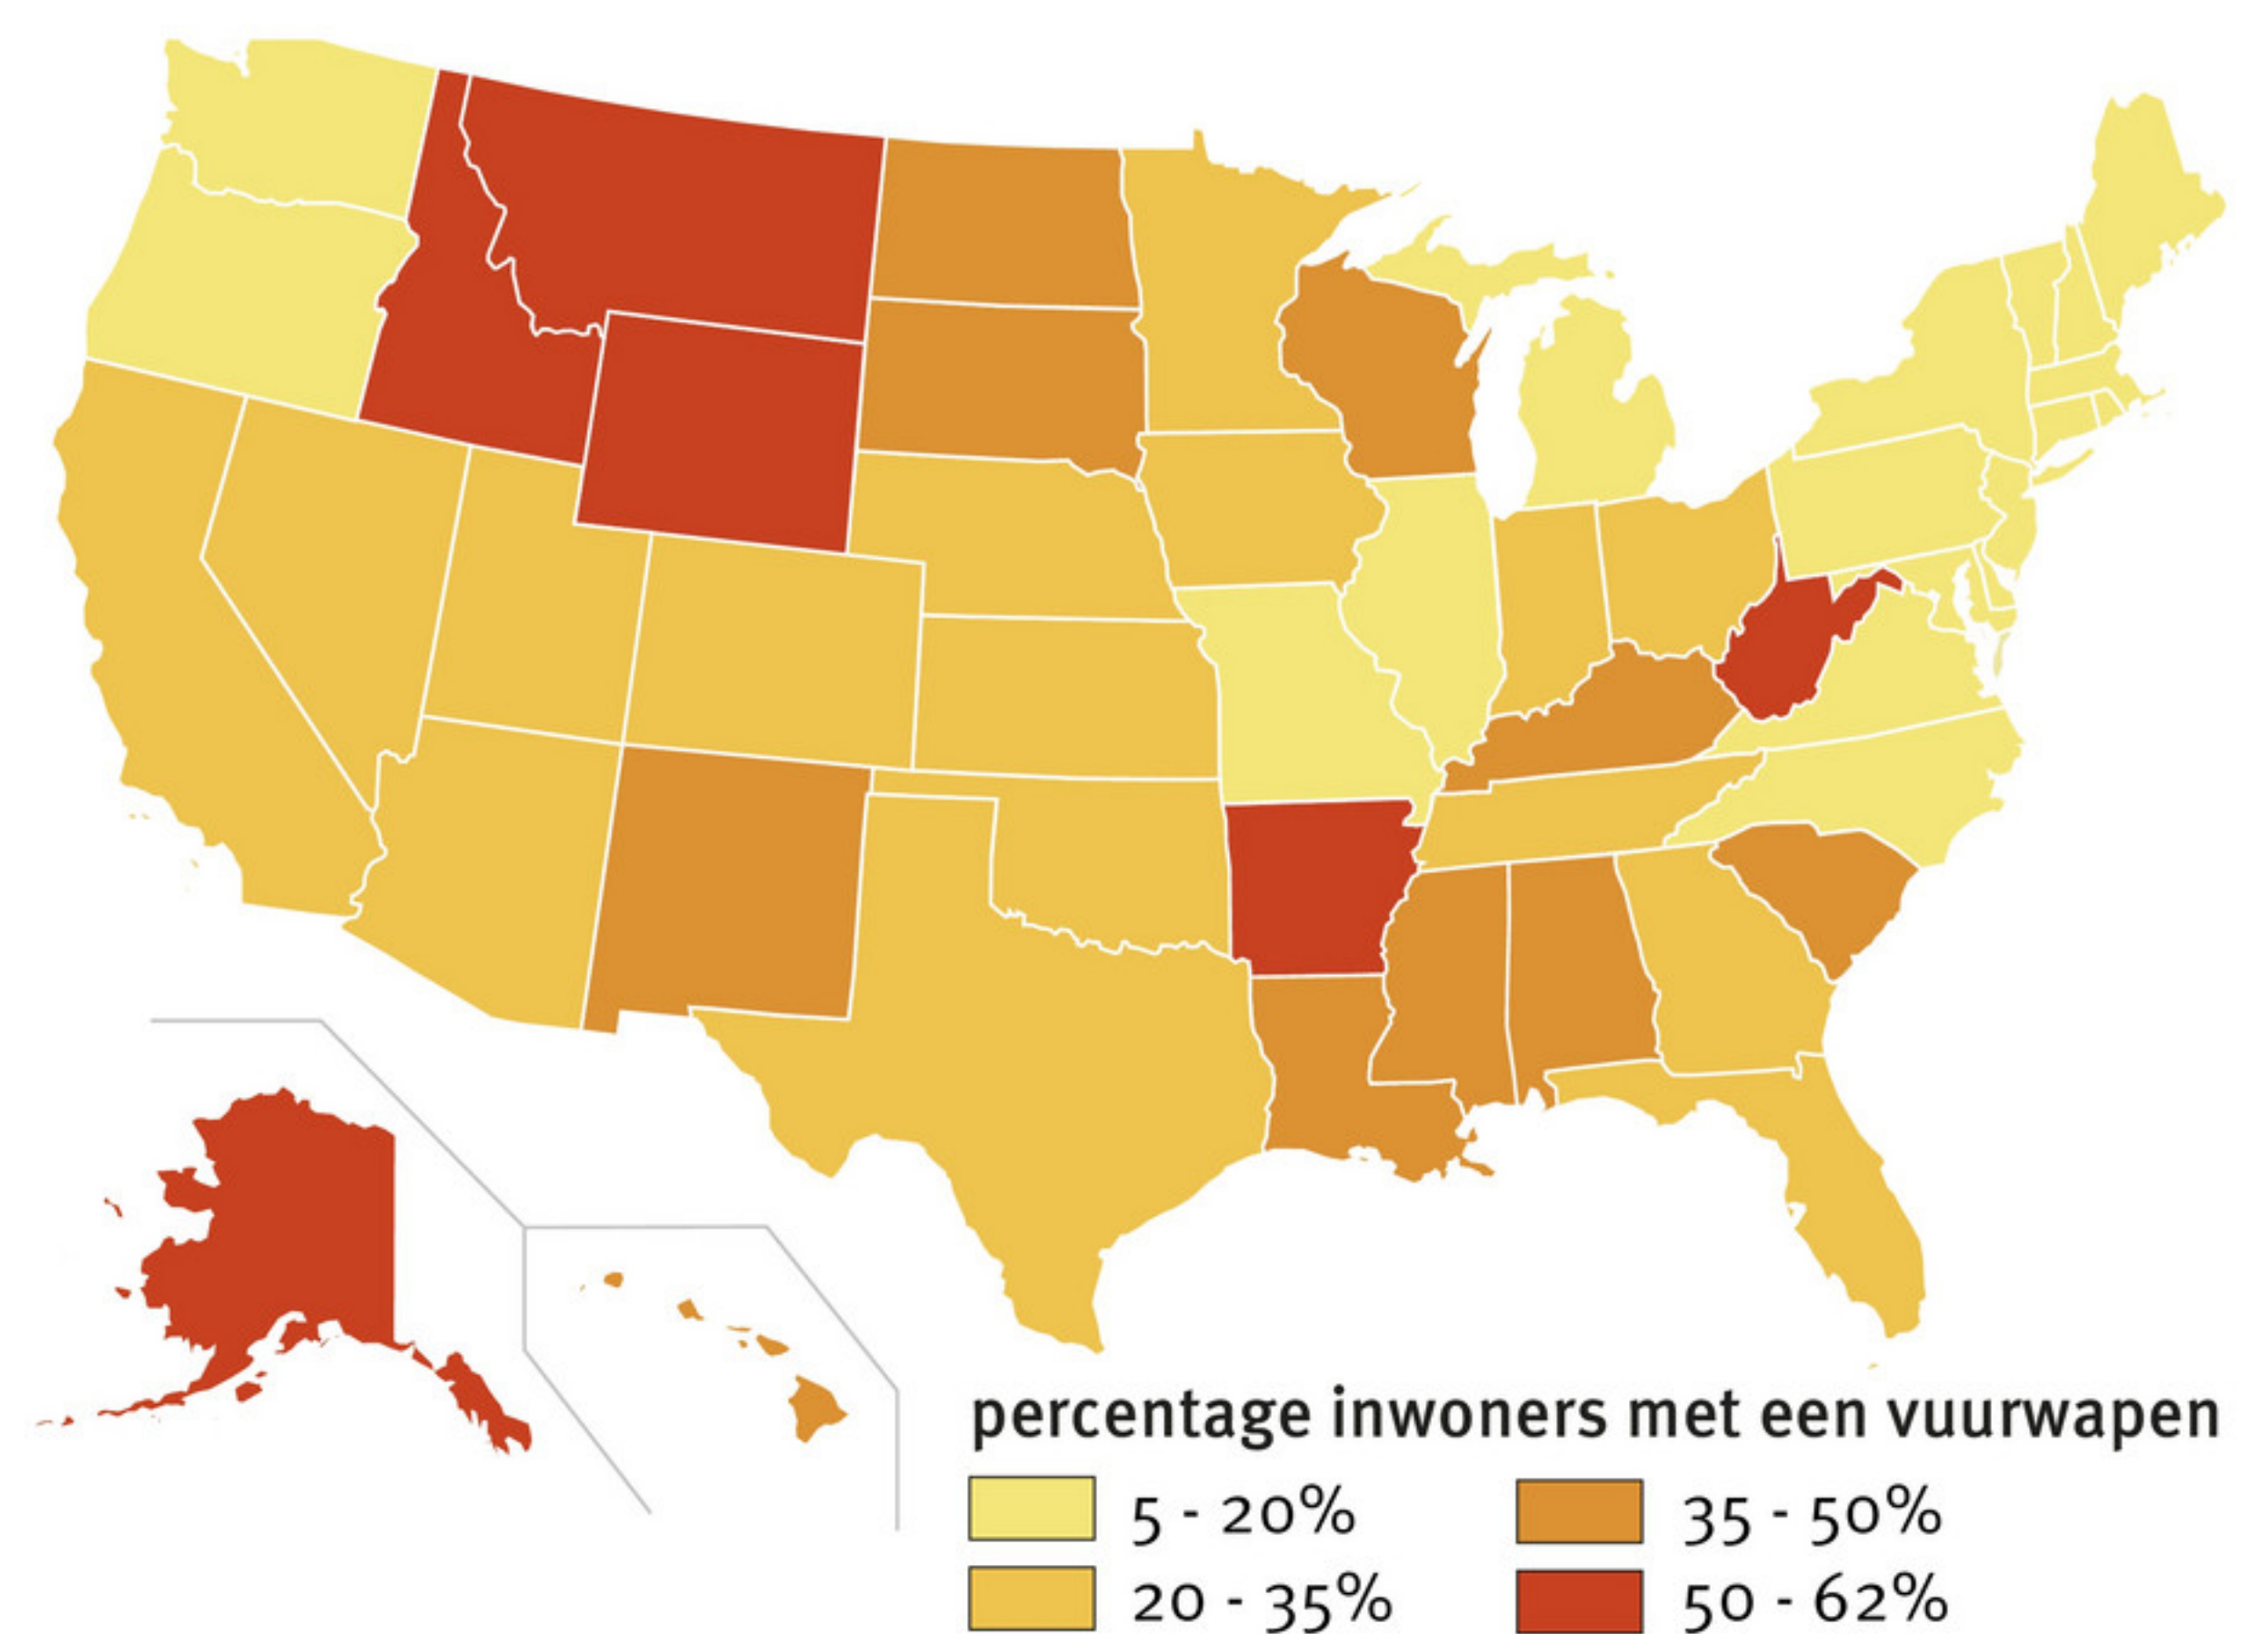 percentage inwoners met een vuurwapen
5 - 20%
35 - 50%
20 - 35%
50 - 62%